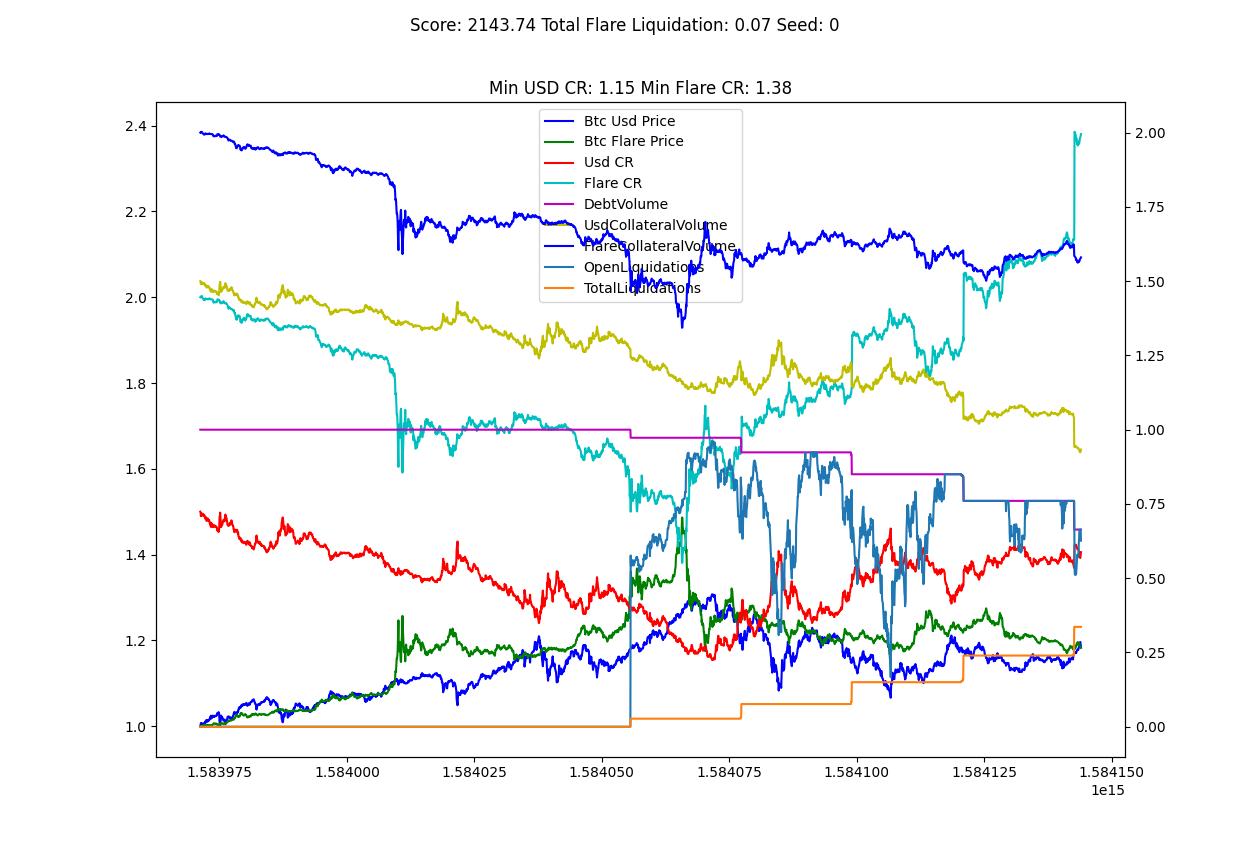 Score: 2143.74 Total Flare Liquidation: 0.07 Seed: 0
Min USD CR: 1.15 Min Flare CR: 1.38
Btc Usd Price
Btc Flare Price
Usd CR
Flare CR
DebtVolume
UsdCollateralVolume
FlareCollateralVolume
OpenLiquidations
TotalLiquidations
2.4
2.2
2.0
1.8
1.6
1.4
1.2
1.0
2.00
1.75
1.50
1.25
1.00
0.75
0.50
0.25
0.00
1.583975 1.584000 1.584025 1.584050 1.584075 1.584100 1.584125 1.584150
1e15